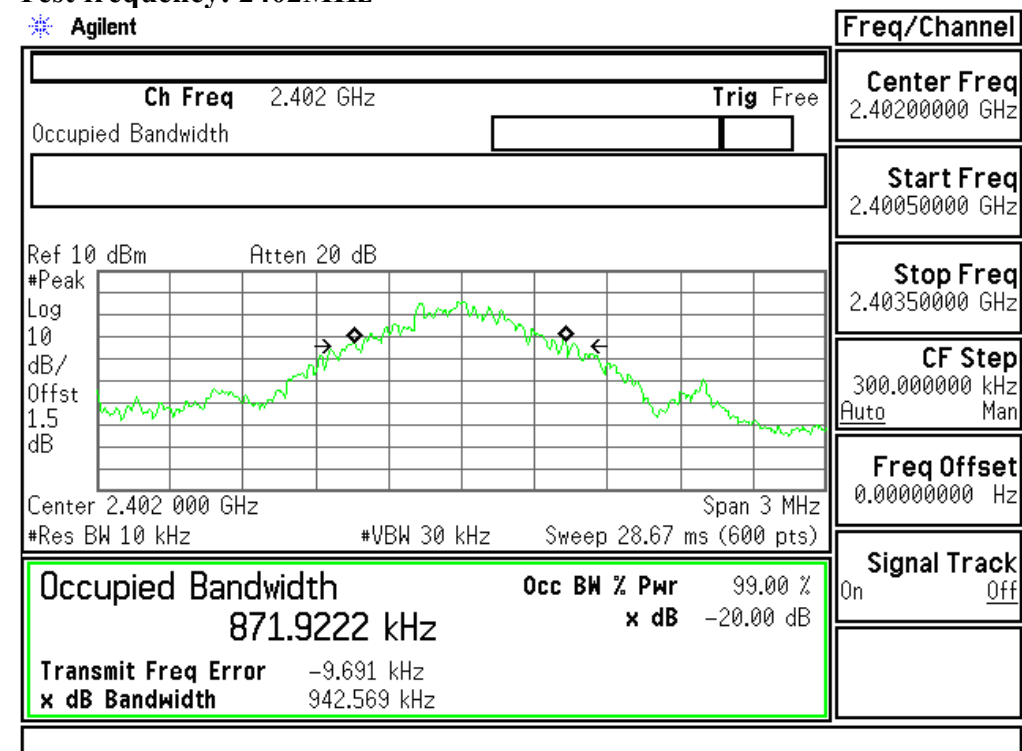 Test frequency: 2402MHz
Agilent
Freq/Channel
Ch Freq 2.402 GHz Trig Free
Occupied Bandwidth
Center Freq
2.40200000 GHz
Start Freq
2.40050000 GHz
Ref 10 dBm Atten 20 dB
#Peak
Log
10
dB/
Offst
1.5
dB
Stop Freq
2.40350000 GHz
CF Step
300.000000 kHz
Auto Man
Freq Offset
0.00000000 Hz
Center 2.402 000 GHz Span 3 MHz
#Res BW 10 kHz #VBW 30 kHz Sweep 28.67 ms (600 pts)
Signal Track
On Off
Occupied Bandwidth
871.9222 kHz
Occ BW % Pwr 99.00 %
x dB -20.00 dB
Transmit Freq Error -9.691 kHz
x dB Bandwidth 942.569 kHz